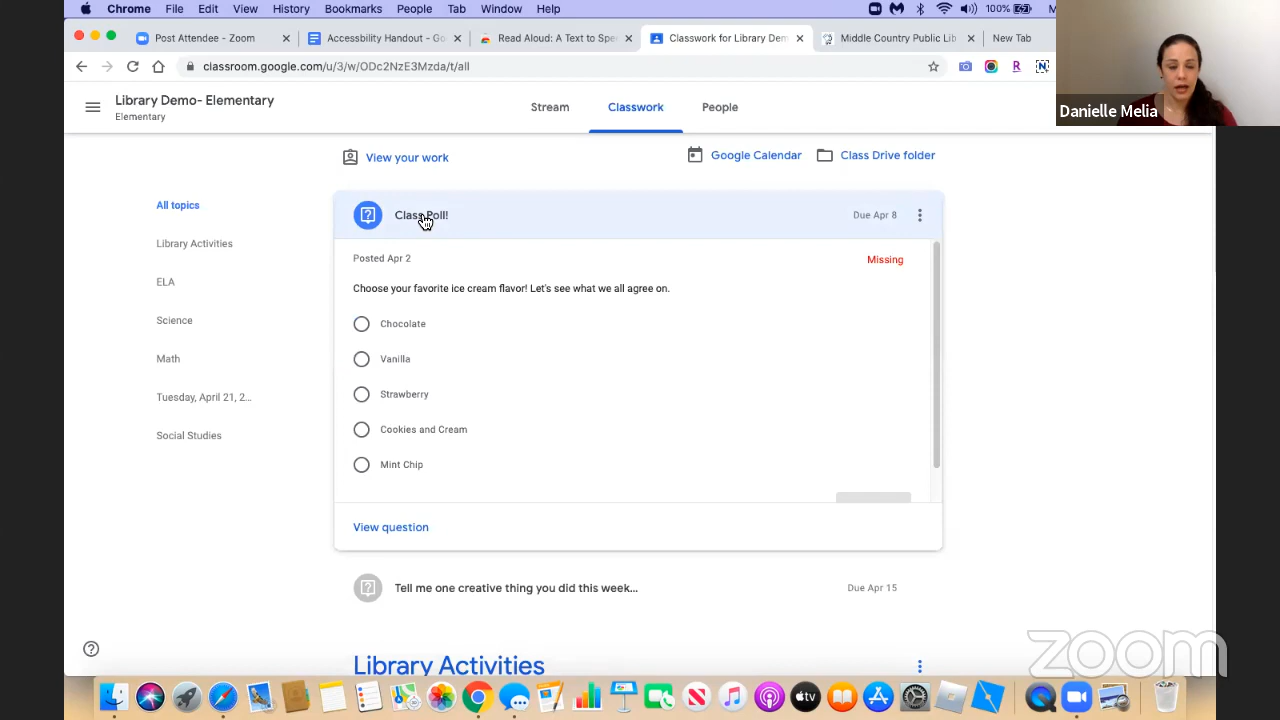 Chrome File Edit View History Bookmarks People Tab Window Help 100%
Post Attendee - Zoom Accessbility Handout - Go Read Aloud: A Text to Spe Classwork for Library Dem Middle Country Public Lib New Tab
classroom.google.com/u/3/w/ODc2NzE3Mzda/t/all
Danielle Melia
Library Demo- Elementary
Elementary
Stream Classwork People
View your work Google Calendar Class Drive folder
All topics
Library Activities
ELA
Science
Math
Tuesday, April 21, 2...
Social Studies
Class Poll! Due Apr 8
Posted Apr 2 Missing
Choose your favorite ice cream flavor! Let's see what we all agree on.
Chocolate
Vanilla
Strawberry
Cookies and Cream
Mint Chip
View question
Tell me one creative thing you did this week... Due Apr 15
Library Activities
zoom
tv